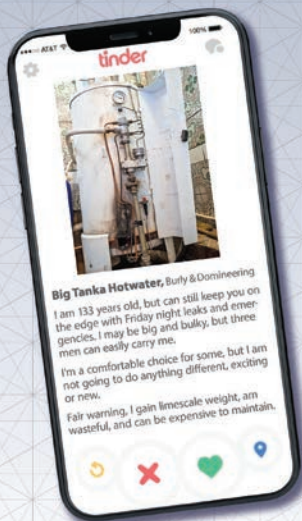 AT&T 100%
tinder
Big Tanka Hotwater, Burly & Domineering
I am 133 years old, but can still keep you on
the edge with Friday night leaks and emer-
gencies. I may be big and bulky, but three
men can easily carry me.
I'm a comfortable choice for some, but I am
not going to do anything different, exciting
or new.
Fair warning, I gain limescale weight, am
wasteful, and can be expensive to maintain.